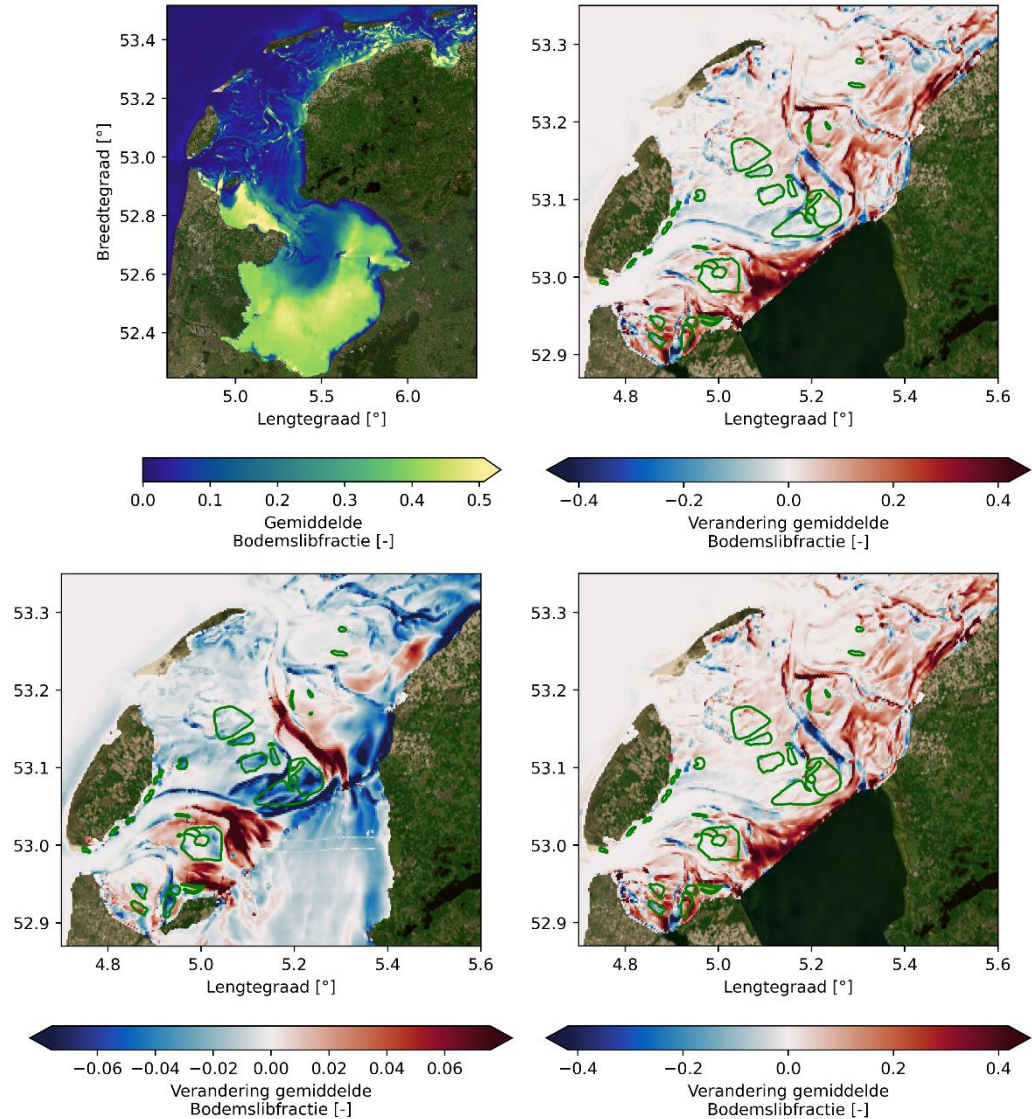 53.4
53.2
53.0
52.8
52.6
52.4
Breedtegraad [°]
5.0 5.5 6.0
Lengtegraad [°]
0.0 0.1 0.2 0.3 0.4 0.5
Gemiddelde
Bodemslibfractie [-]
53.3
53.2
53.1
53.0
52.9
4.8 5.0 5.2 5.4 5.6
Lengtegraad [°]
−0.4 −0.2 0.0 0.2 0.4
Verandering gemiddelde
Bodemslibfractie [-]
53.3
53.2
53.1
53.0
52.9
4.8 5.0 5.2 5.4 5.6
Lengtegraad [°]
−0.06 −0.04 −0.02 0.00 0.02 0.04 0.06
Verandering gemiddelde
Bodemslibfractie [-]
53.3
53.2
53.1
53.0
52.9
4.8 5.0 5.2 5.4 5.6
Lengtegraad [°]
−0.4 −0.2 0.0 0.2 0.4
Verandering gemiddelde
Bodemslibfractie [-]